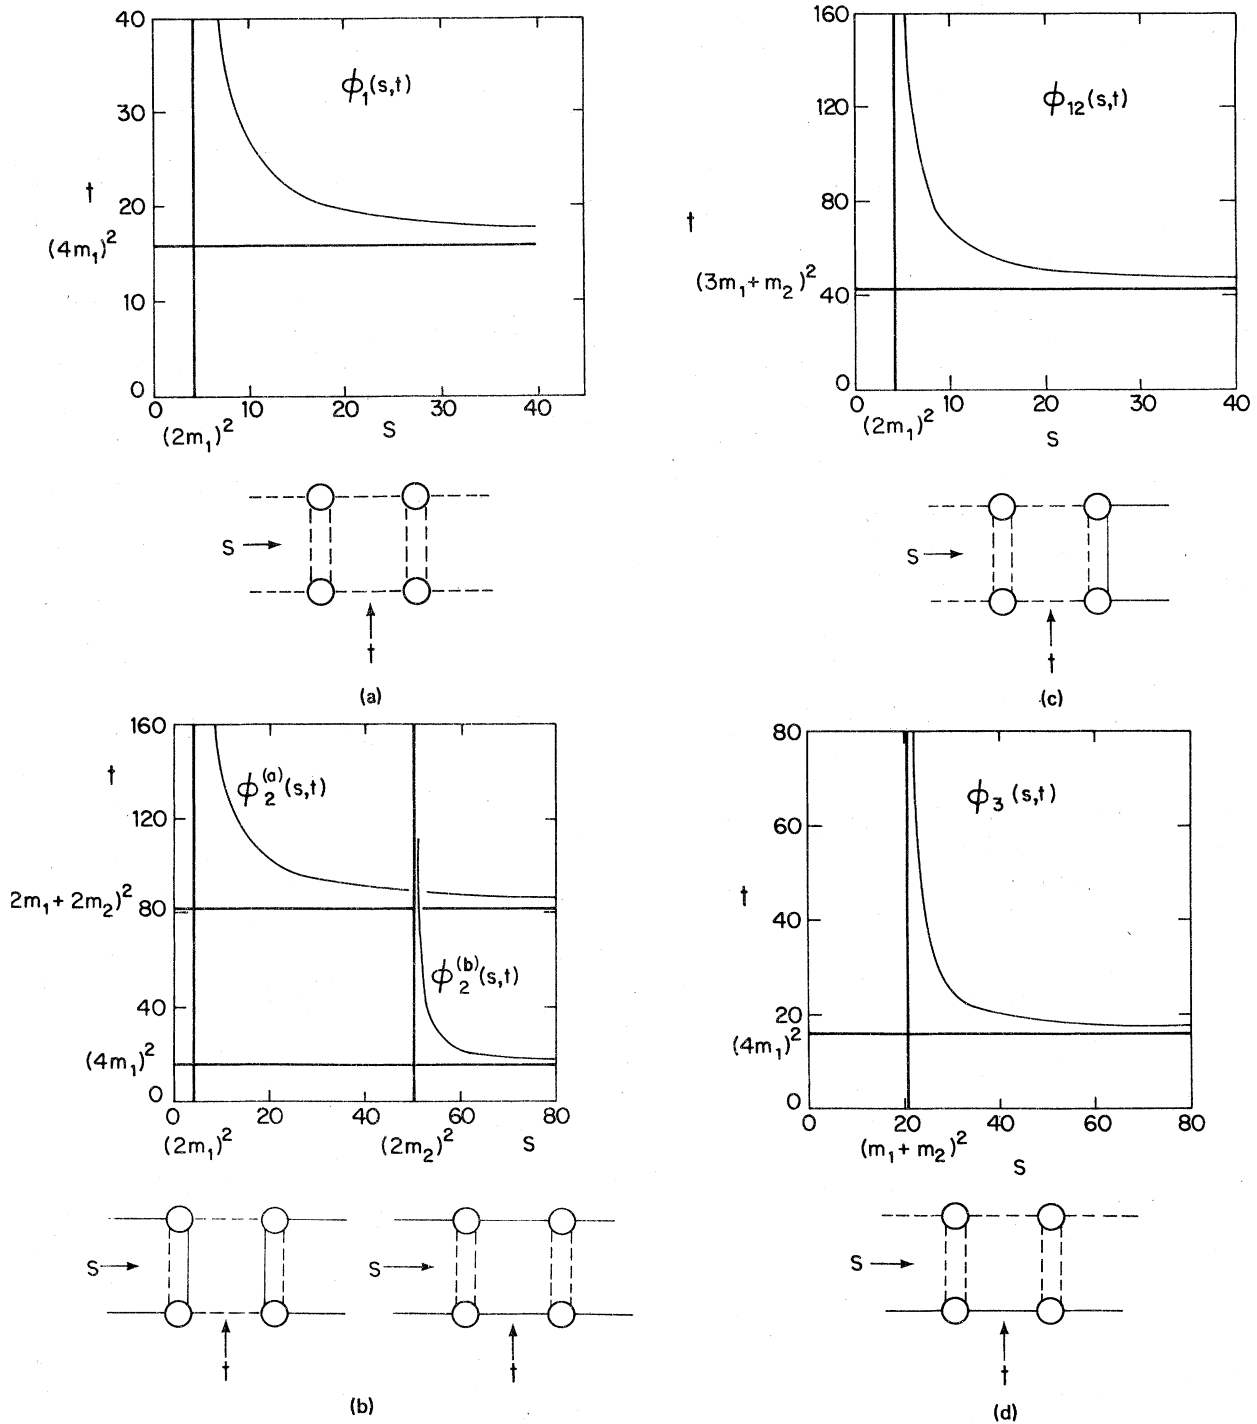 40
30
t
20
(4m₁)²
10
0
ϕ₁(s,t)
0 10 20 30 40
(2m₁)² S
S
t
(a)
160
120
80
t
(3m₁+m₂)²
40
0
ϕ₁₂(s,t)
0 10 20 30 40
(2m₁)² S
S
t
(c)
160
t
120
2m₁+2m₂)²
80
40
(4m₁)²
0
ϕ₂⁽ᵃ⁾(s,t)
ϕ₂⁽ᵇ⁾(s,t)
0 20 40 60 80
(2m₁)² (2m₂)² S
S
t
S
t
(b)
80
60
t
40
20
(4m₁)²
0
ϕ₃(s,t)
0 20 40 60 80
(m₁+m₂)²
S
S
t
(d)